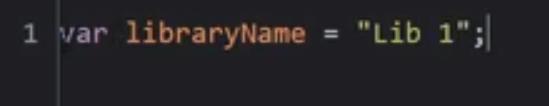 1 var libraryName = "Lib 1";